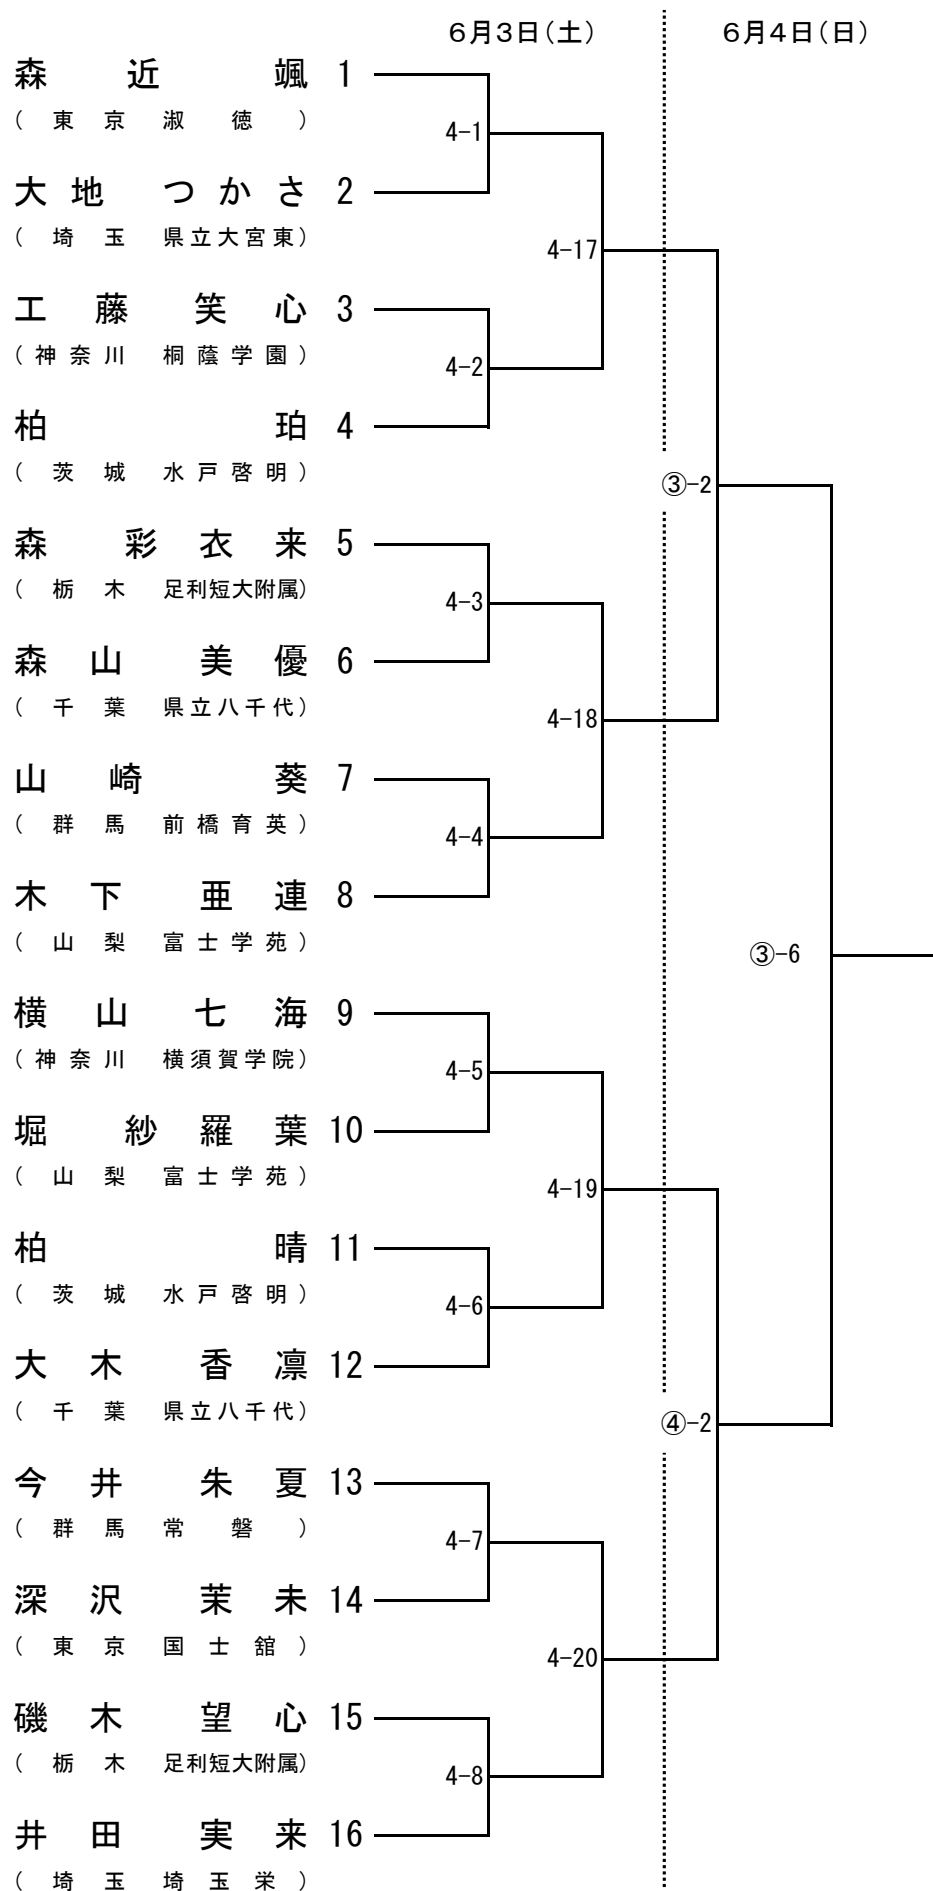 6月3日(土) 6月4日(日)
森近颯 1
(東京 淑徳)
4-1
大地つかさ 2
(埼玉 県立大宮東)
4-17
工藤笑心 3
(神奈川 桐蔭学園)
4-2
柏珀 4
(茨城 水戸啓明)
③-2
森彩衣来 5
(栃木 足利短大附属)
4-3
森山美優 6
(千葉 県立八千代)
4-18
山崎葵 7
(群馬 前橋育英)
4-4
木下亜連 8
(山梨 富士学苑)
③-6
横山七海 9
(神奈川 横須賀学院)
4-5
堀紗羅葉 10
(山梨 富士学苑)
4-19
柏晴 11
(茨城 水戸啓明)
4-6
大木香凛 12
(千葉 県立八千代)
④-2
今井朱夏 13
(群馬 常磐)
4-7
深沢茉未 14
(東京 国士舘)
4-20
磯木望心 15
(栃木 足利短大附属)
4-8
井田実来 16
(埼玉 埼玉栄)